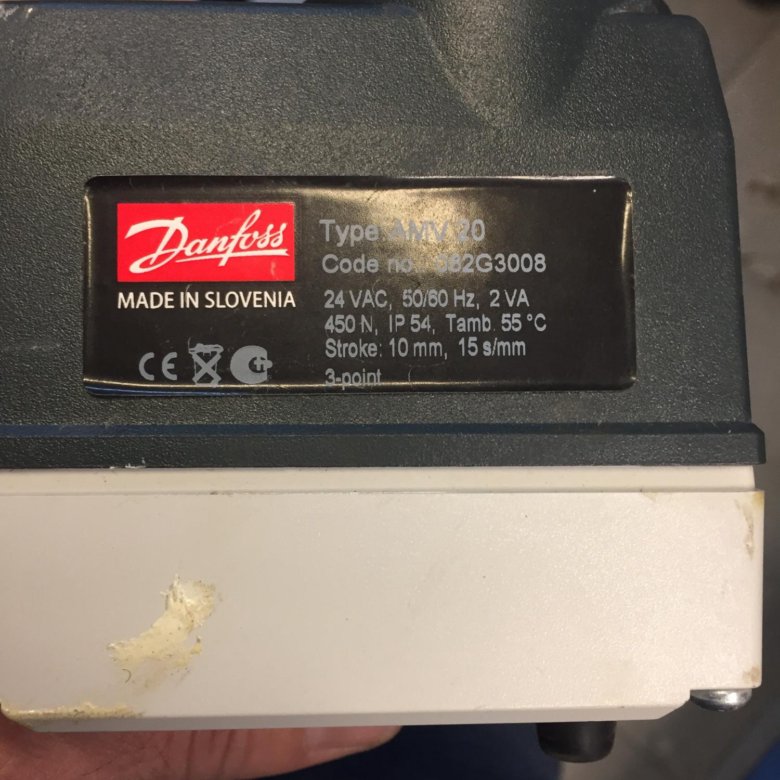 Danfoss
MADE IN SLOVENIA
Type AMV 20
Code no. 082G3008
24 VAC, 50/60 Hz, 2 VA
450 N, IP 54, Tamb. 55 °C
Stroke: 10 mm, 15 s/mm
3-point
CE